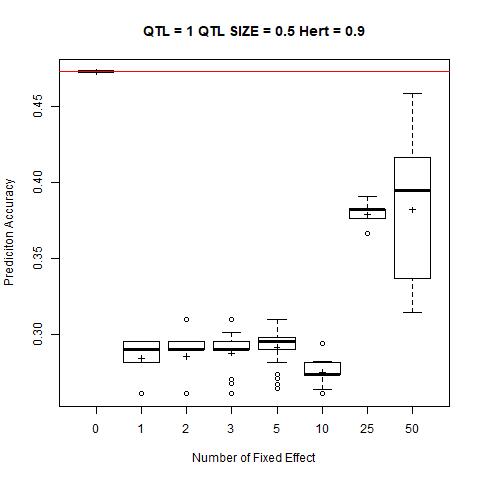 QTL = 1 QTL SIZE = 0.5 Hert = 0.9
Prediciton Accuracy
0.45
0.40
0.35
0.30
0 1 2 3 5 10 25 50
Number of Fixed Effect